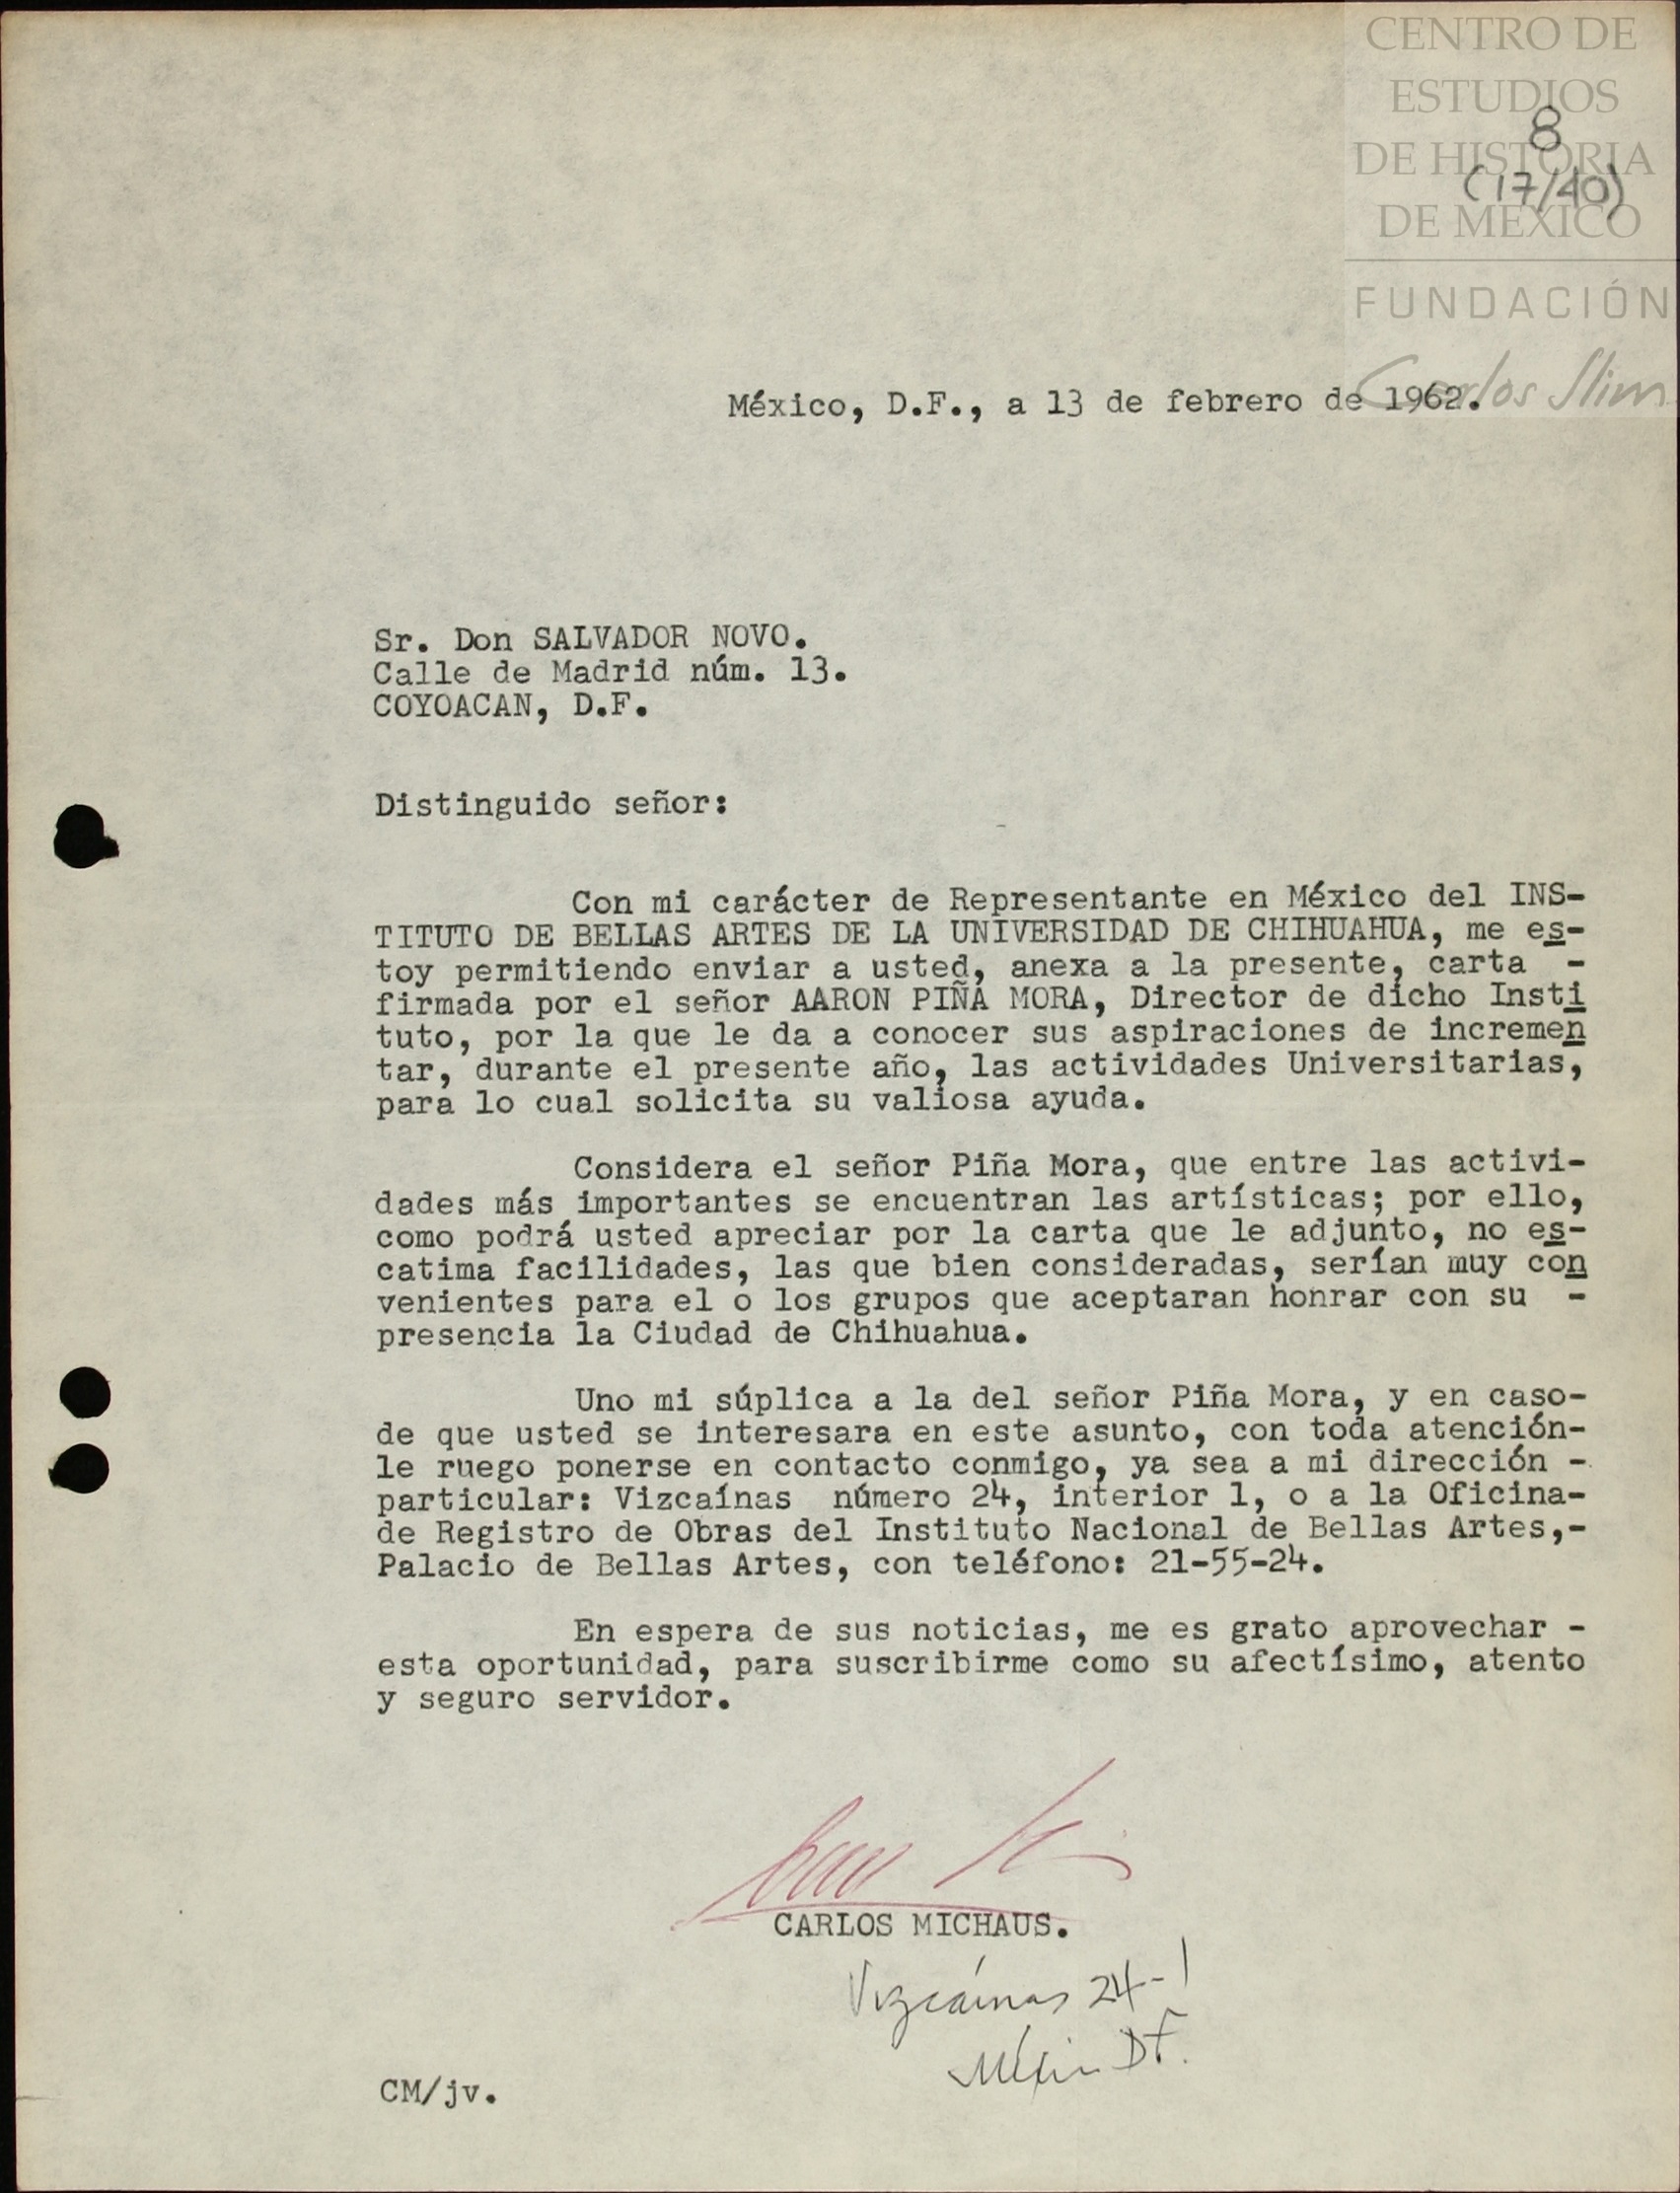 CENTRO DE
ESTUDIOS
8
DE HISTORIA
(17/40)
DE MÉXICO
FUNDACIÓN
Carlos Slim
México, D.F., a 13 de febrero de 1962.
Sr. Don SALVADOR NOVO.
Calle de Madrid núm. 13.
COYOACAN, D.F.
Distinguido señor:
Con mi carácter de Representante en México del INS-
TITUTO DE BELLAS ARTES DE LA UNIVERSIDAD DE CHIHUAHUA, me es-
toy permitiendo enviar a usted, anexa a la presente, carta -
firmada por el señor AARON PIÑA MORA, Director de dicho Insti
tuto, por la que le da a conocer sus aspiraciones de incremen
tar, durante el presente año, las actividades Universitarias,
para lo cual solicita su valiosa ayuda.
Considera el señor Piña Mora, que entre las activi-
dades más importantes se encuentran las artísticas; por ello,
como podrá usted apreciar por la carta que le adjunto, no es-
catima facilidades, las que bien consideradas, serían muy con
venientes para el o los grupos que aceptaran honrar con su -
presencia la Ciudad de Chihuahua.
Uno mi súplica a la del señor Piña Mora, y en caso-
de que usted se interesara en este asunto, con toda atención-
le ruego ponerse en contacto conmigo, ya sea a mi dirección -
particular: Vizcaínas número 24, interior 1, o a la Oficina-
de Registro de Obras del Instituto Nacional de Bellas Artes,-
Palacio de Bellas Artes, con teléfono: 21-55-24.
En espera de sus noticias, me es grato aprovechar -
esta oportunidad, para suscribirme como su afectísimo, atento
y seguro servidor.
CARLOS MICHAUS.
Vizcaínas 24-1
México DF.
CM/jv.